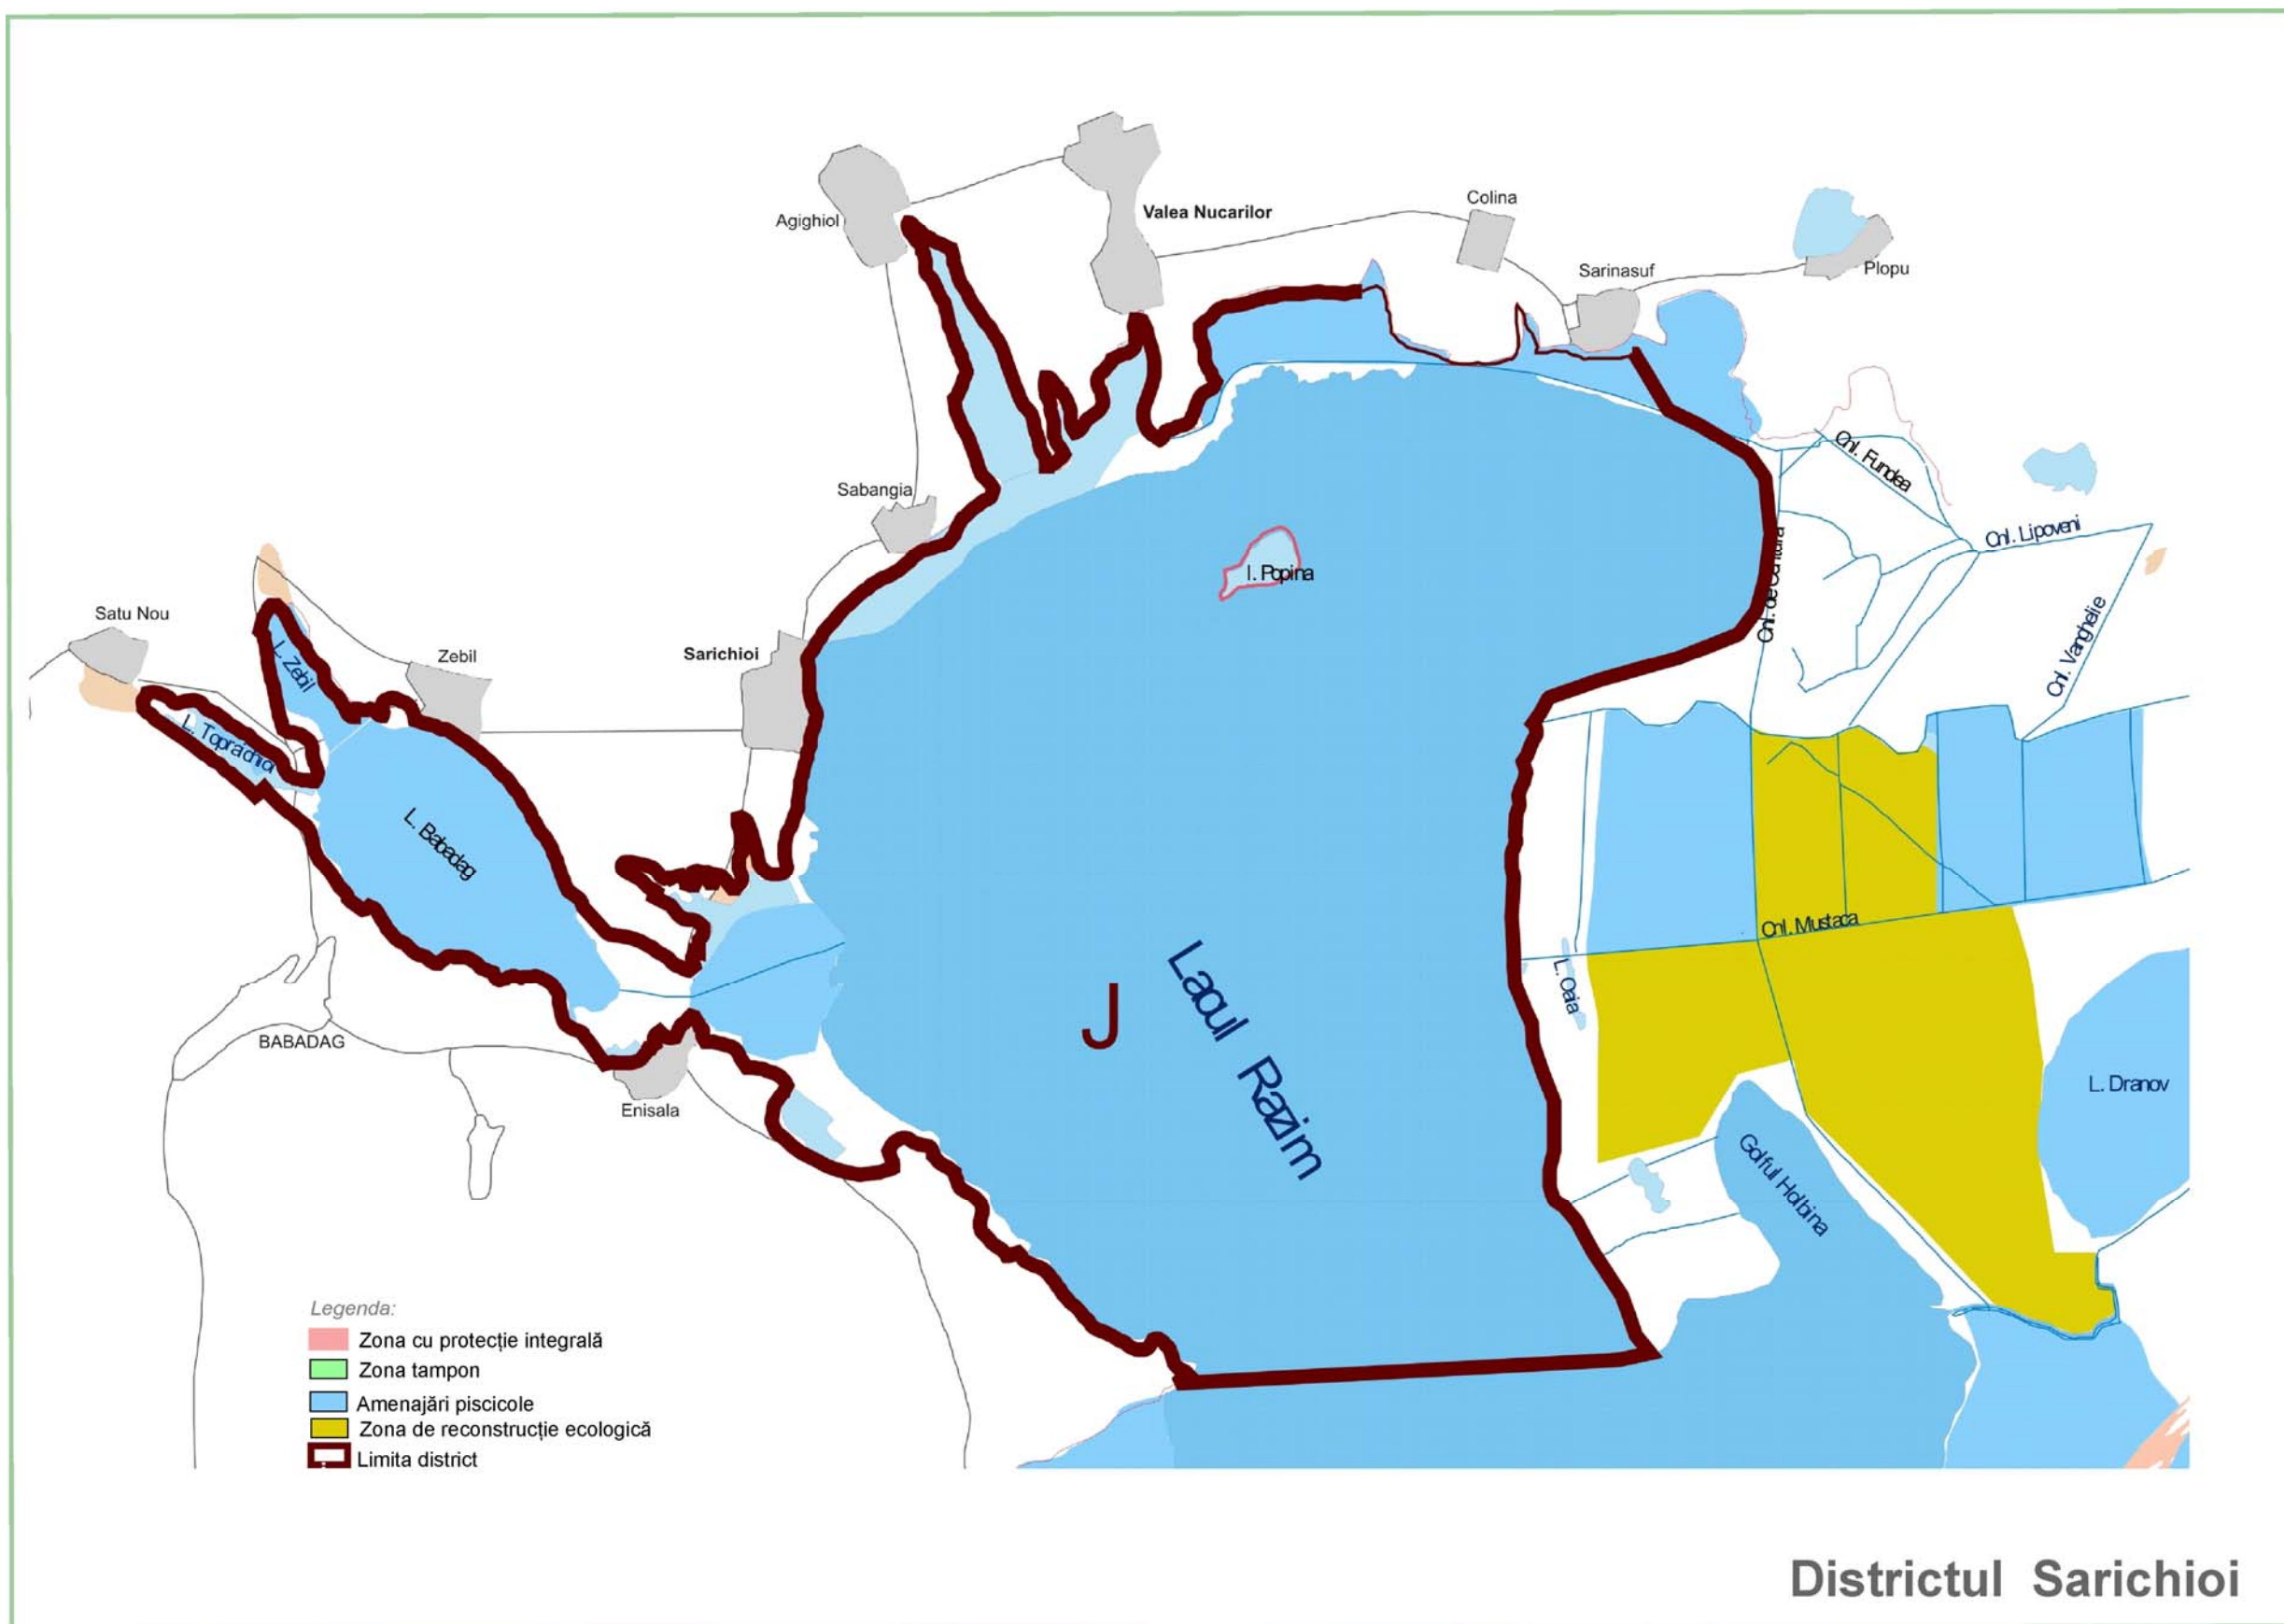 Agighiol
Valea Nucarilor
Colina
Sarinasuf
Plopu
Sabangia
Cnl. Fundea
Cnl. Lipoveni
I. Popina
Cnl. Vanghelie
Satu Nou
L. Zebil
Zebil
Sarichioi
L. Toprachioi
L. Babadag
Cnl. Mustaca
L. Oaia
J
Lacul Razim
BABADAG
Enisala
L. Dranov
Golful Holbina
Legenda:
Zona cu protecție integrală
Zona tampon
Amenajări piscicole
Zona de reconstrucție ecologică
Limita district
Districtul Sarichioi